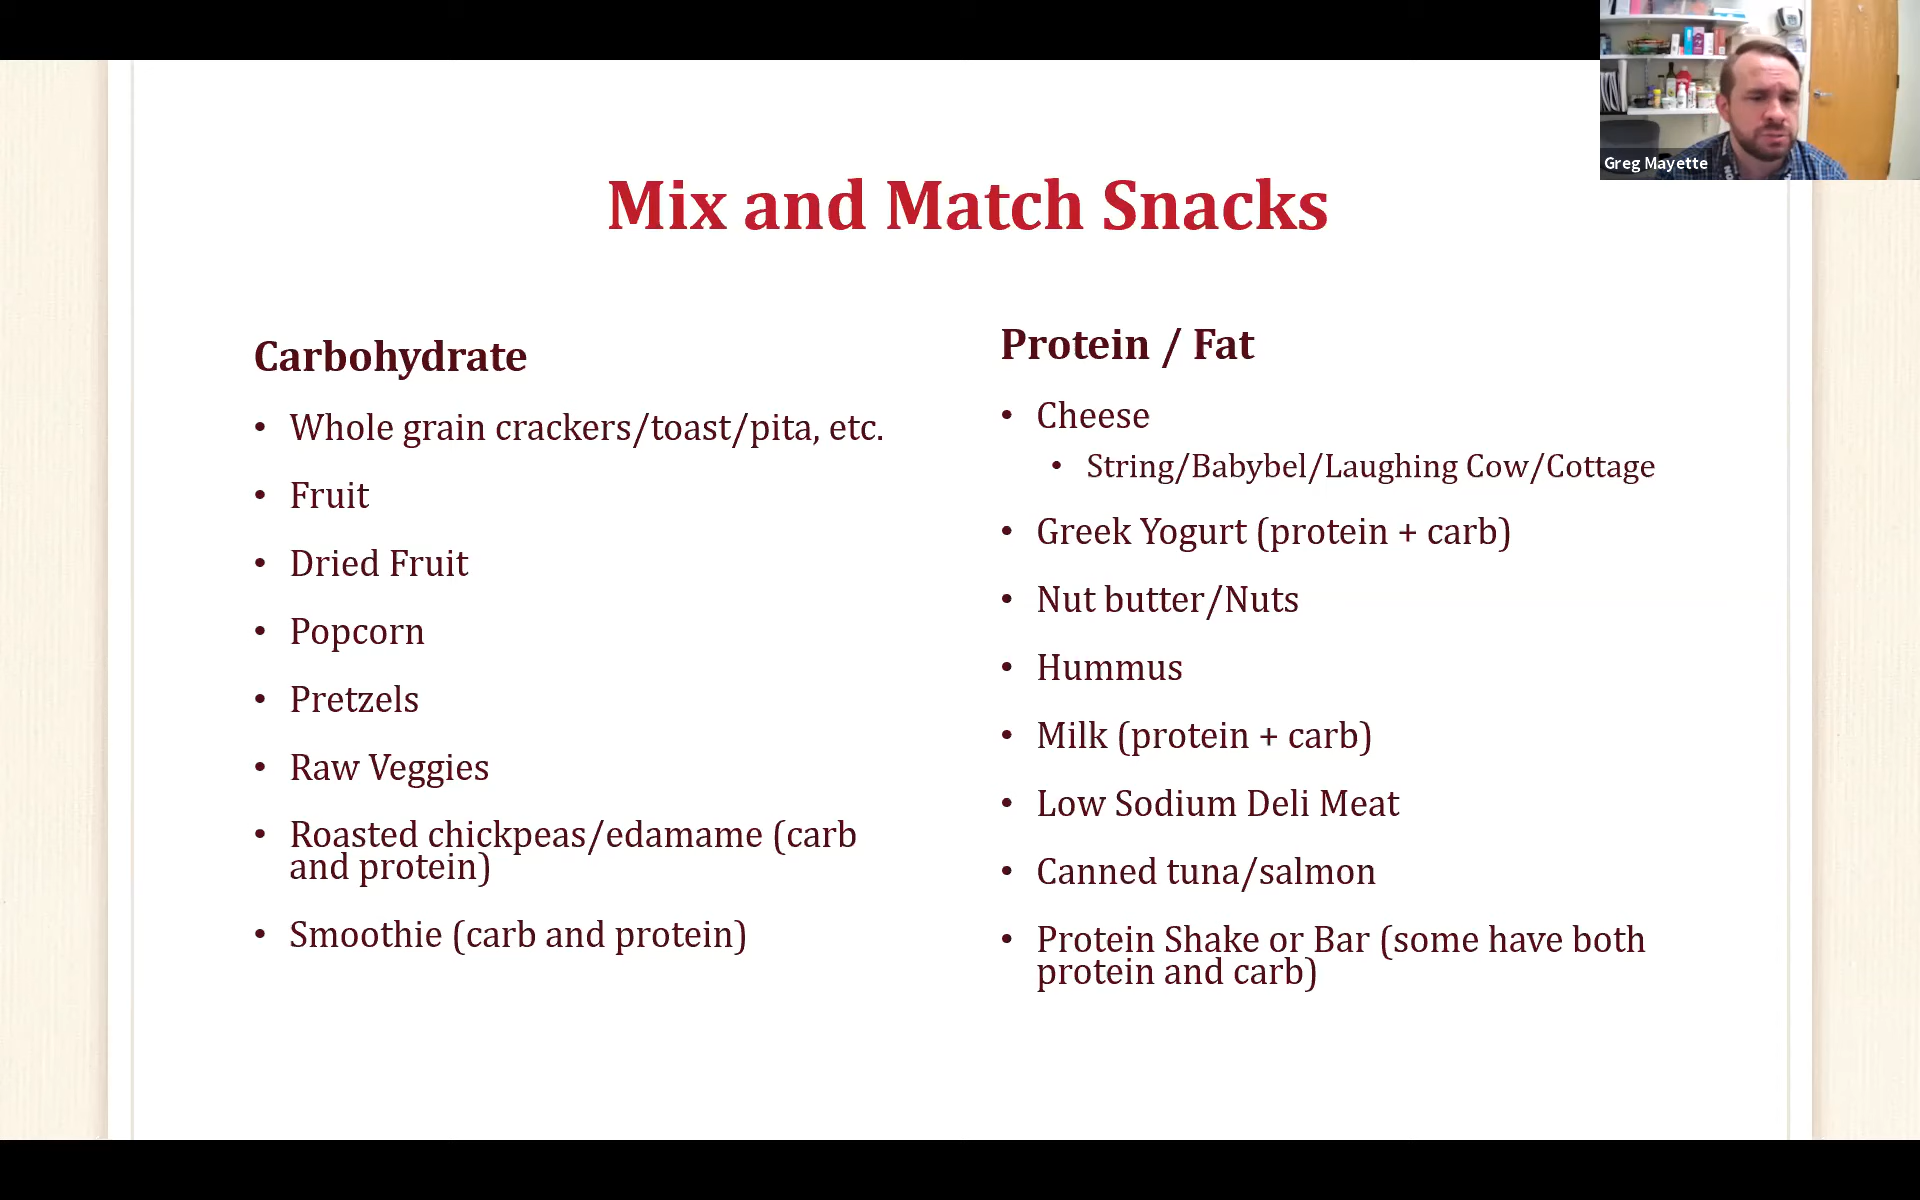 Mix and Match Snacks
Carbohydrate
• Whole grain crackers/toast/pita, etc.
• Fruit
• Dried Fruit
• Popcorn
• Pretzels
• Raw Veggies
• Roasted chickpeas/edamame (carb
and protein)
• Smoothie (carb and protein)
Protein / Fat
• Cheese
• String/Babybel/Laughing Cow/Cottage
• Greek Yogurt (protein + carb)
• Nut butter/Nuts
• Hummus
• Milk (protein + carb)
• Low Sodium Deli Meat
• Canned tuna/salmon
• Protein Shake or Bar (some have both
protein and carb)
Greg Mayette